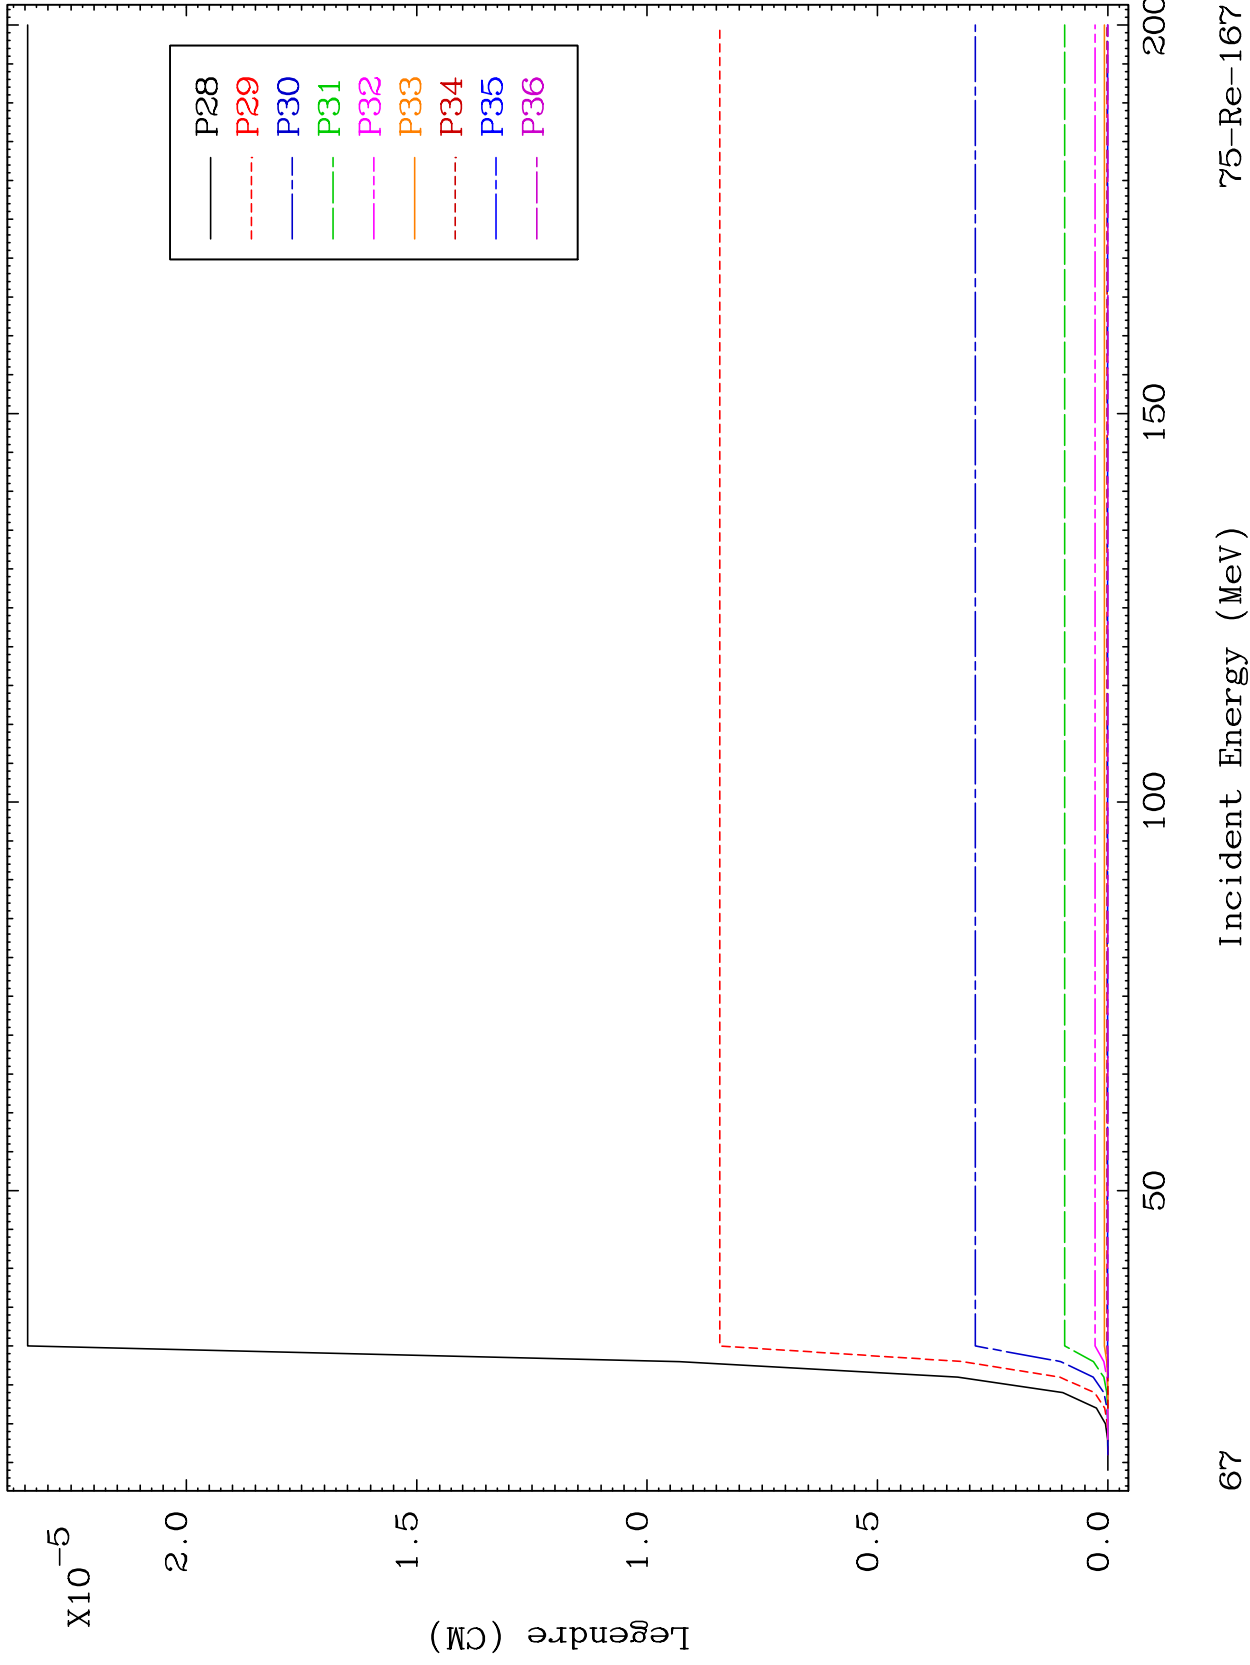 X10-5
Legendre (CM)
2.0
1.5
1.0
0.5
0.0
P28
P29
P30
P31
P32
P33
P34
P35
P36
50
100
150
200
Incident Energy (MeV)
67
75-Re-167